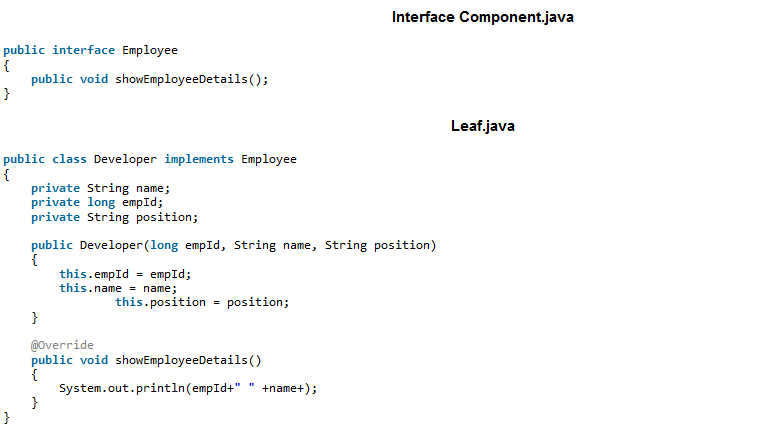 Interface Component.java
public interface Employee
{
    public void showEmployeeDetails();
}
Leaf.java
public class Developer implements Employee
{
    private String name;
    private long empId;
    private String position;
    public Developer(long empId, String name, String position)
    {
        this.empId = empId;
        this.name = name;
                this.position = position;
    }
    @Override
    public void showEmployeeDetails()
    {
        System.out.println(empId+" " +name+);
    }
}